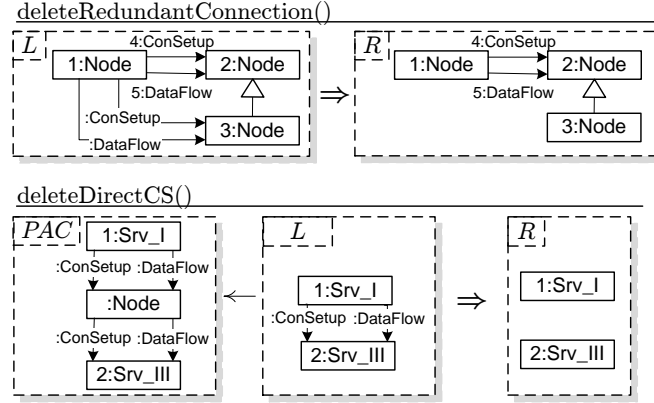 deleteRedundantConnection()
L
4:ConSetup
1:Node
2:Node
5:DataFlow
:ConSetup
3:Node
:DataFlow
⇒
R
4:ConSetup
1:Node
2:Node
5:DataFlow
3:Node
deleteDirectCS()
PAC
1:Srv_I
:ConSetup :DataFlow
:Node
:ConSetup :DataFlow
2:Srv_III
L
1:Srv_I
:ConSetup :DataFlow
2:Srv_III
⇒
R
1:Srv_I
2:Srv_III